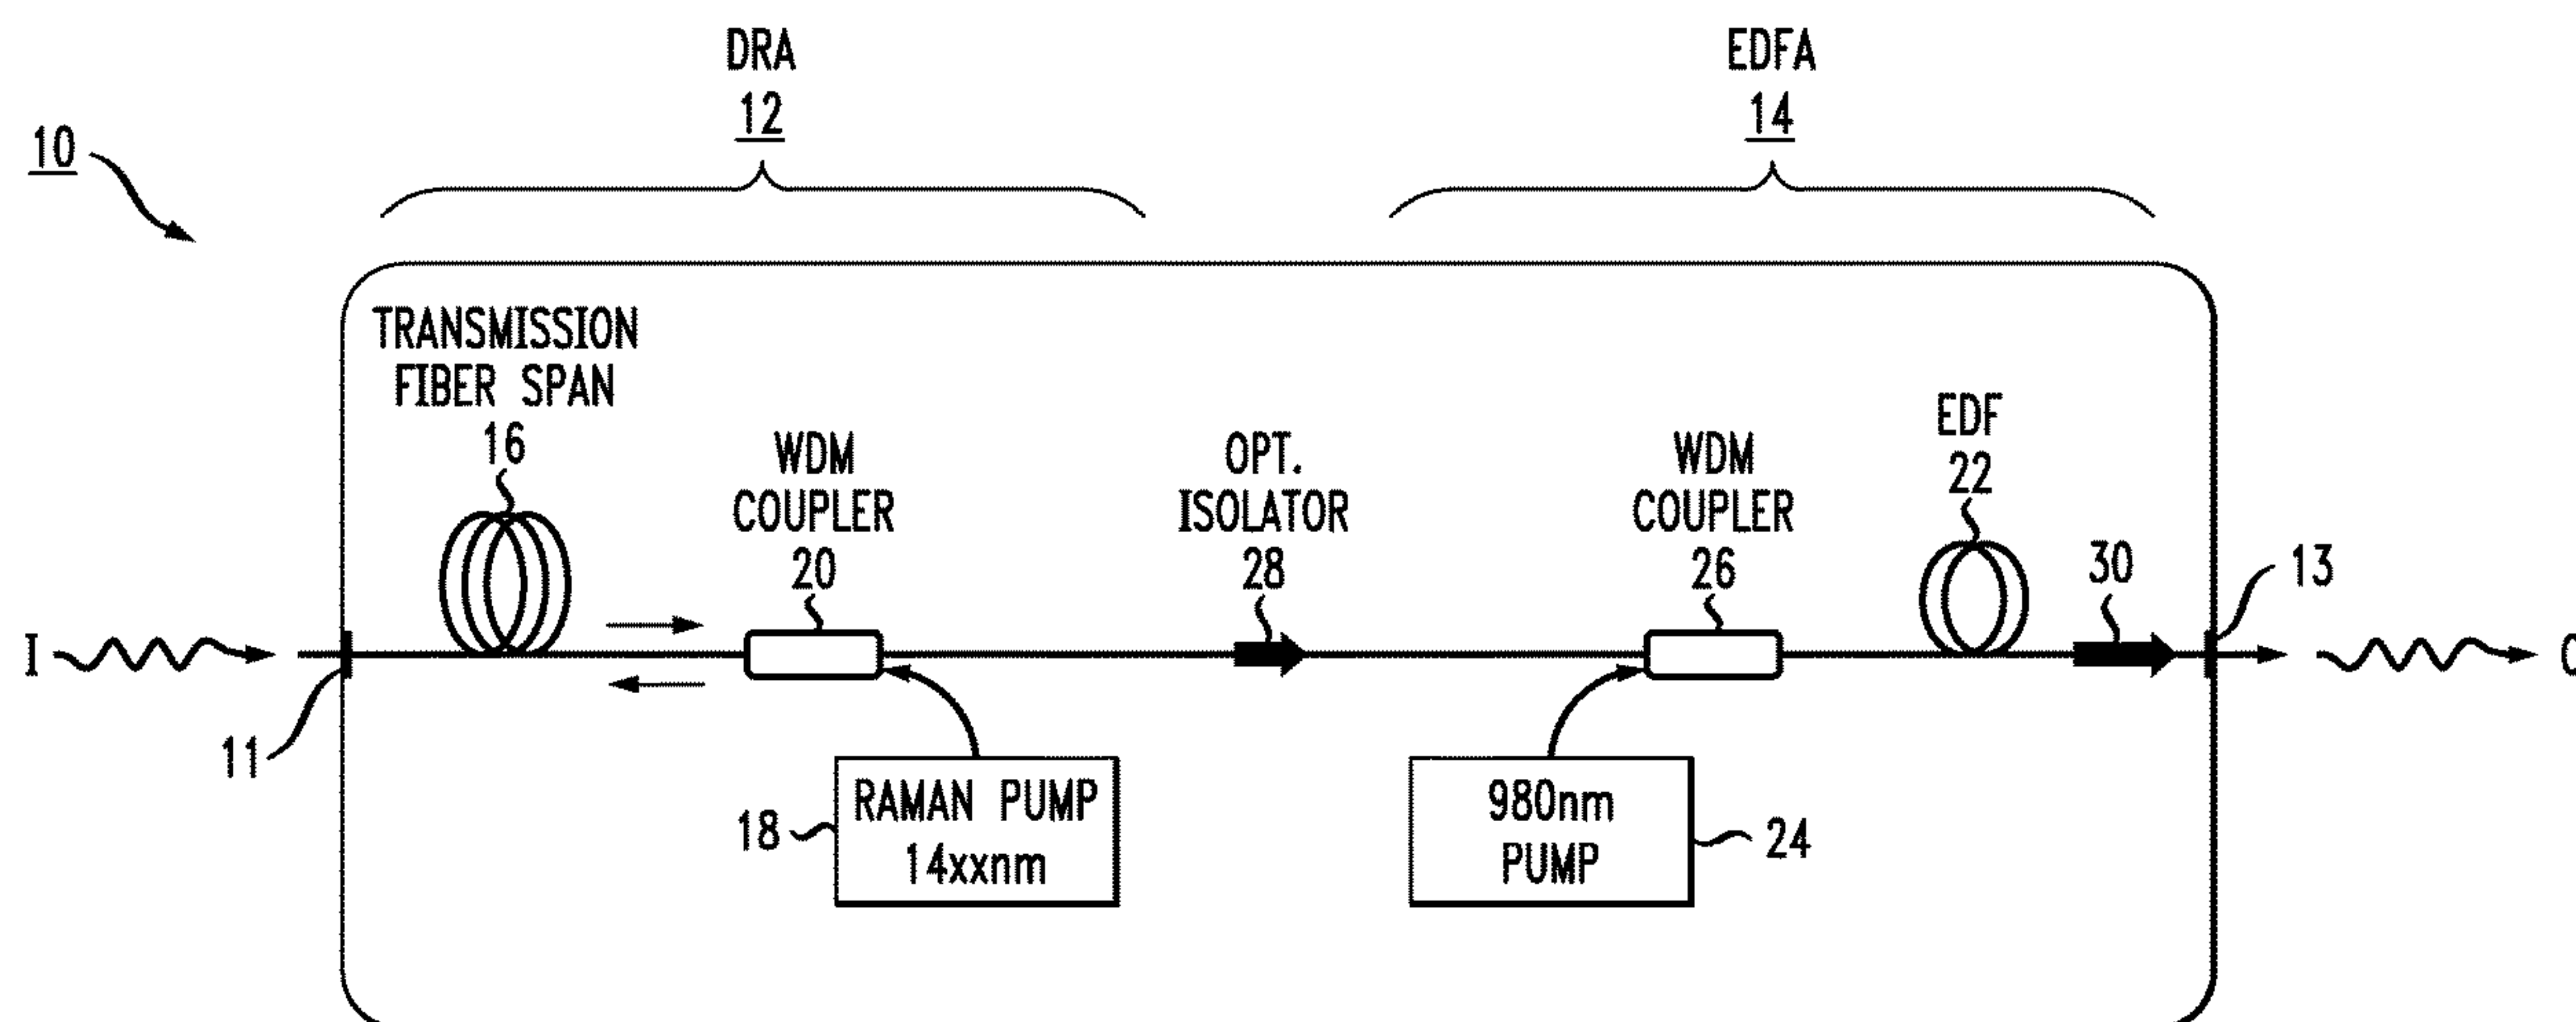 DRA
12
EDFA
14
10
TRANSMISSION
FIBER SPAN
16
WDM
COUPLER
20
OPT.
ISOLATOR
28
WDM
COUPLER
26
EDF
22
30
13
I
11
18
RAMAN PUMP
14xxnm
980nm
PUMP
24